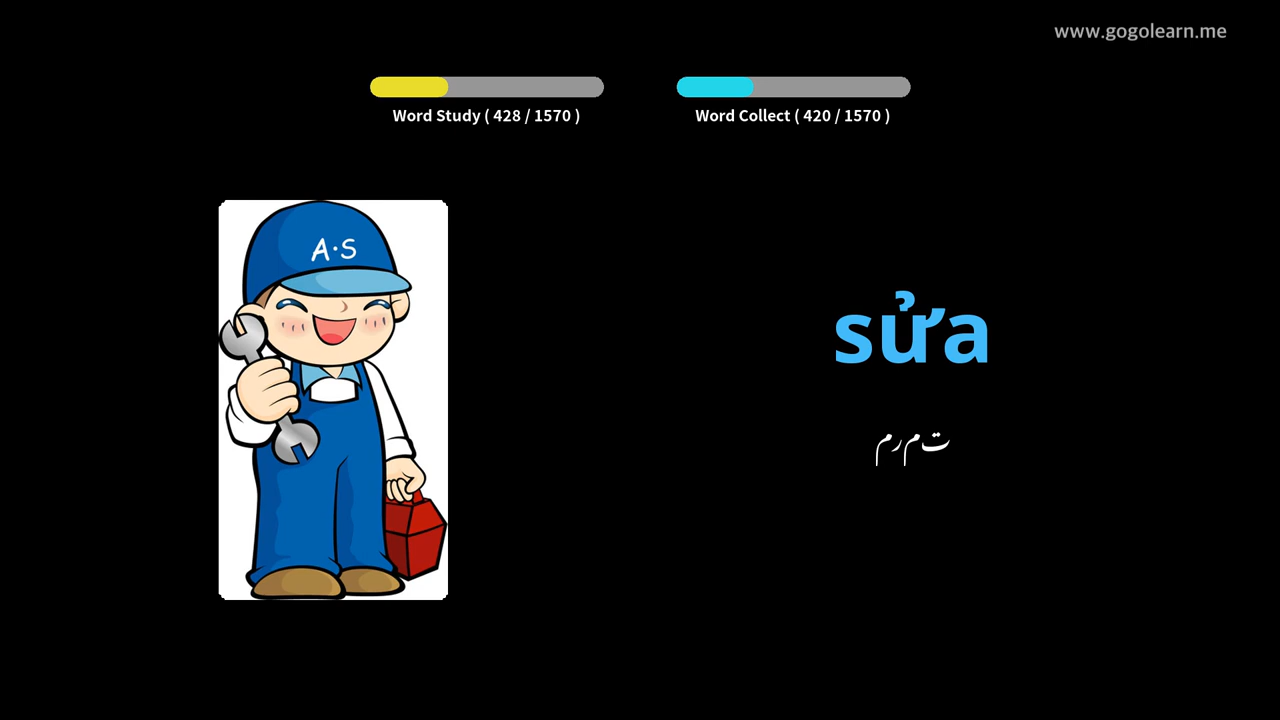 www.gogolearn.me
Word Study ( 428 / 1570 )
Word Collect ( 420 / 1570 )
A·S
sửa
مرمت